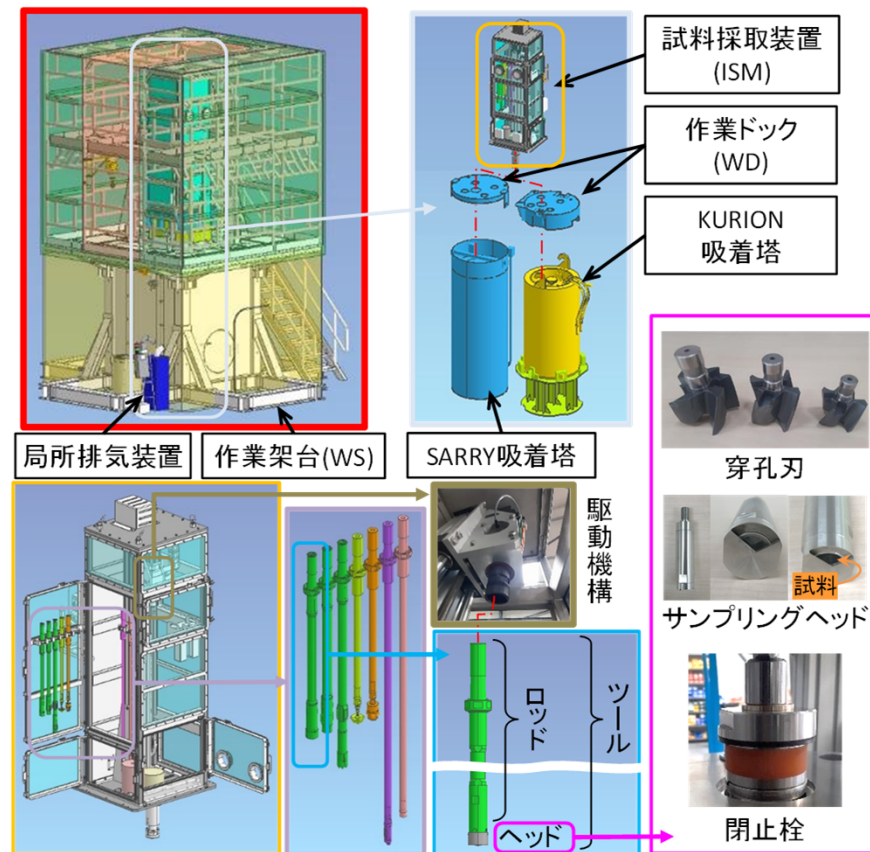 試料採取装置
(ISM)
作業ドック
(WD)
KURION
吸着塔
局所排気装置
作業架台(WS)
SARRY吸着塔
穿孔刃
試料
サンプリングヘッド
閉止栓
駆動機構
ロッド
ツール
ヘッド